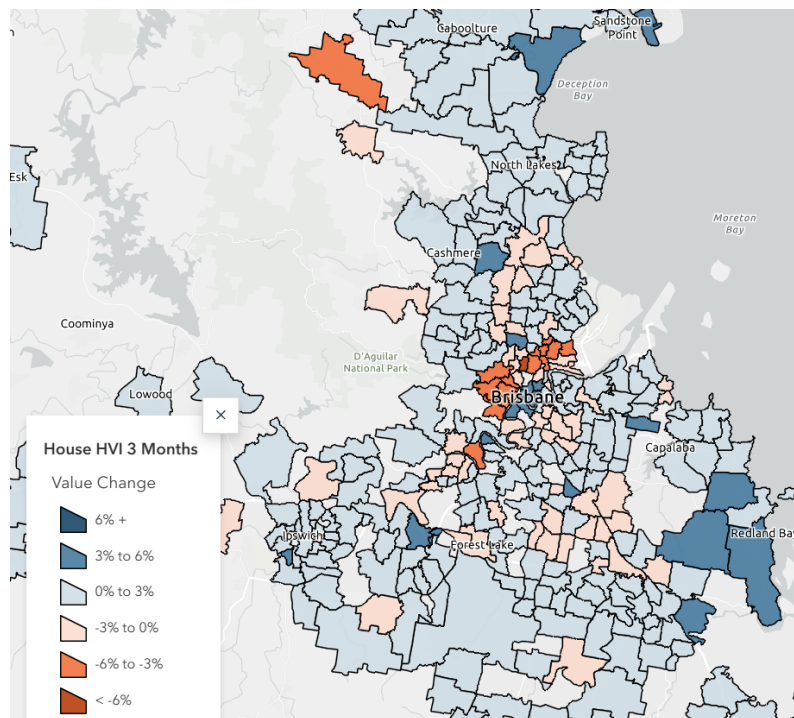 Caboolture
Sandstone
Point
Deception
Bay
North Lakes
Esk
Moreton
Bay
Cashmere
Coominya
D'Aguilar
National Park
Lowood
Brisbane
×
House HVI 3 Months
Value Change
Capalaba
6% +
3% to 6%
Ipswich
Forest Lake
Redland Bay
0% to 3%
-3% to 0%
-6% to -3%
< -6%